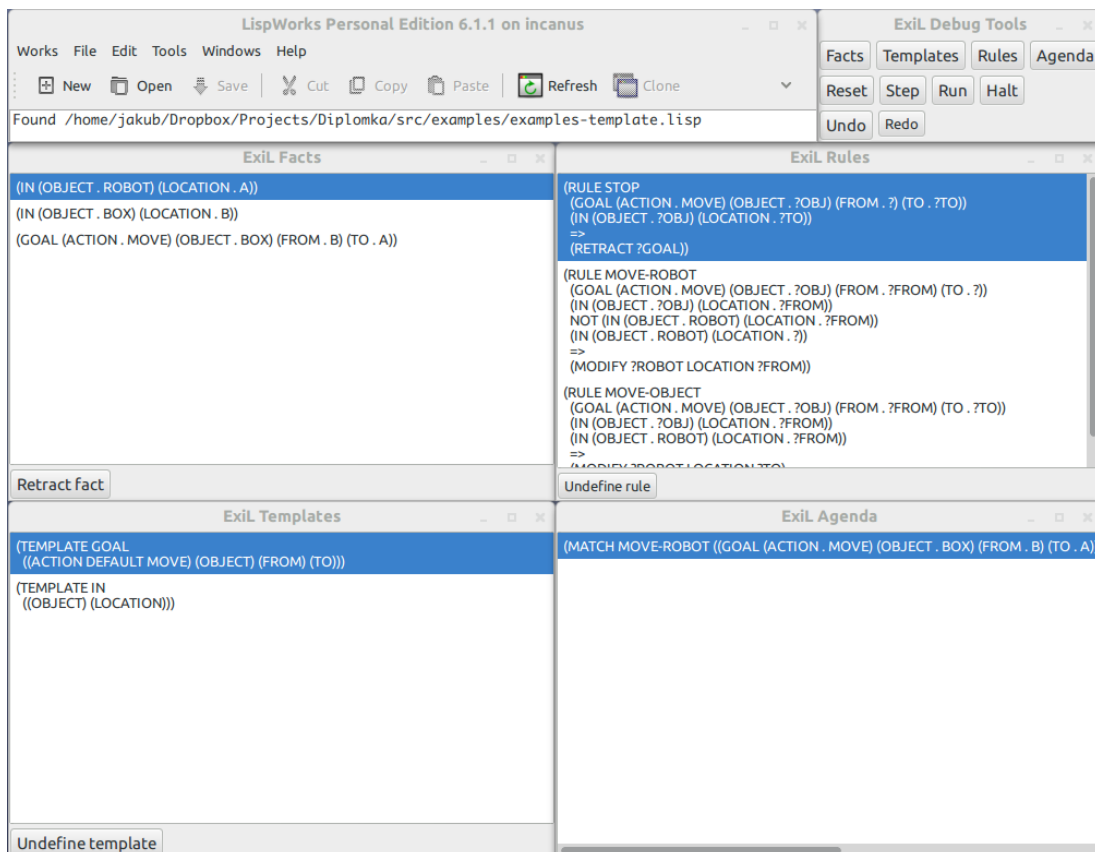 LispWorks Personal Edition 6.1.1 on incanus
Works File Edit Tools Windows Help
New Open Save Cut Copy Paste Refresh Clone
Found /home/jakub/Dropbox/Projects/Diplomka/src/examples/examples-template.lisp
ExiL Debug Tools
Facts Templates Rules Agenda
Reset Step Run Halt
Undo Redo
ExiL Facts
(IN (OBJECT . ROBOT) (LOCATION . A))
(IN (OBJECT . BOX) (LOCATION . B))
(GOAL (ACTION . MOVE) (OBJECT . BOX) (FROM . B) (TO . A))
Retract fact
ExiL Rules
(RULE STOP
(GOAL (ACTION . MOVE) (OBJECT . ?OBJ) (FROM . ?) (TO . ?TO))
(IN (OBJECT . ?OBJ) (LOCATION . ?TO))
=>
(RETRACT ?GOAL))
(RULE MOVE-ROBOT
(GOAL (ACTION . MOVE) (OBJECT . ?OBJ) (FROM . ?FROM) (TO . ?))
(IN (OBJECT . ?OBJ) (LOCATION . ?FROM))
NOT (IN (OBJECT . ROBOT) (LOCATION . ?FROM))
(IN (OBJECT . ROBOT) (LOCATION . ?))
=>
(MODIFY ?ROBOT LOCATION ?FROM))
(RULE MOVE-OBJECT
(GOAL (ACTION . MOVE) (OBJECT . ?OBJ) (FROM . ?FROM) (TO . ?TO))
(IN (OBJECT . ?OBJ) (LOCATION . ?FROM))
(IN (OBJECT . ROBOT) (LOCATION . ?FROM))
=>
(MODIFY ?ROBOT LOCATION ?TO)
Undefine rule
ExiL Templates
(TEMPLATE GOAL
((ACTION DEFAULT MOVE) (OBJECT) (FROM) (TO)))
(TEMPLATE IN
((OBJECT) (LOCATION)))
Undefine template
ExiL Agenda
(MATCH MOVE-ROBOT ((GOAL (ACTION . MOVE) (OBJECT . BOX) (FROM . B) (TO . A)